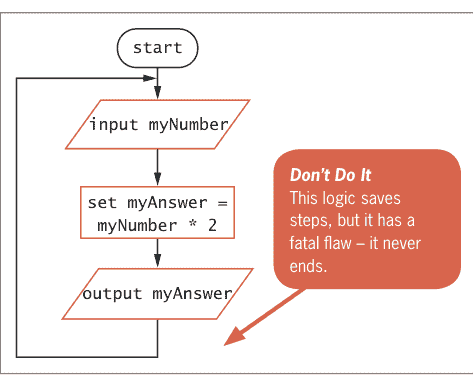 start
input myNumber
set myAnswer =
myNumber * 2
output myAnswer
Don't Do It
This logic saves
steps, but it has a
fatal flaw – it never
ends.